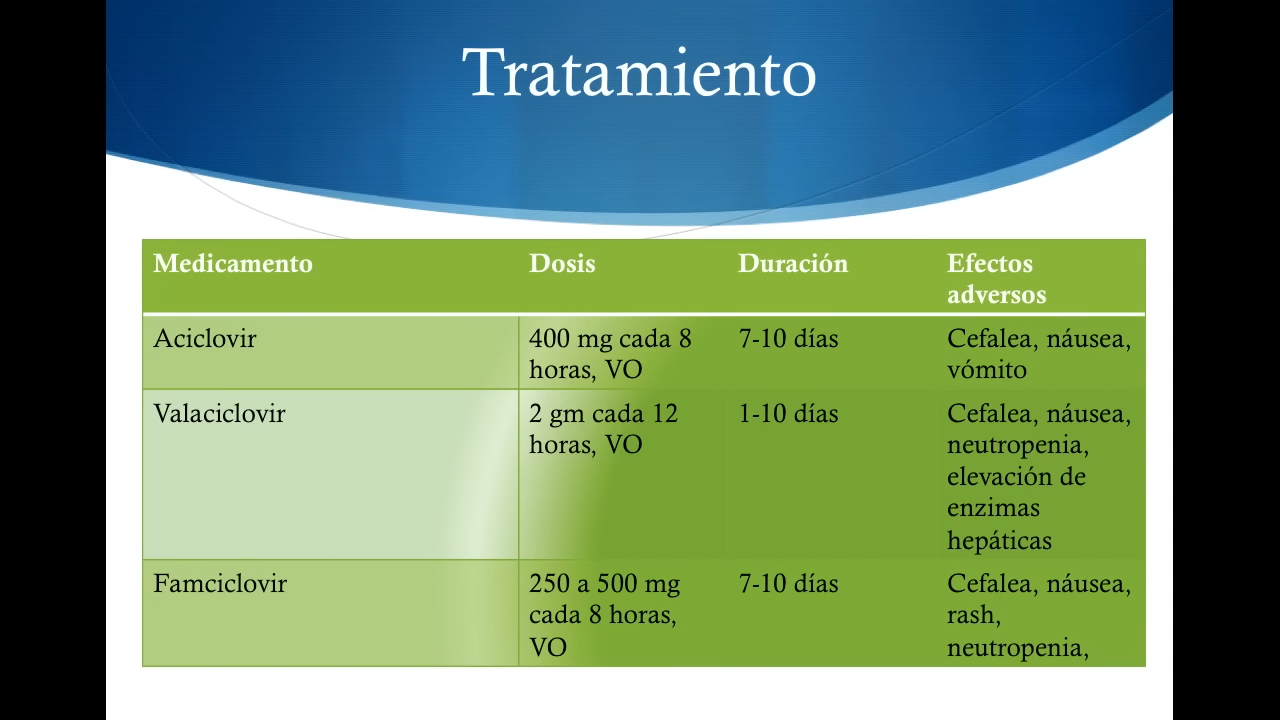 Tratamiento
Medicamento
Dosis
Duración
Efectos
adversos
Aciclovir
400 mg cada 8
horas, VO
7-10 días
Cefalea, náusea,
vómito
Valaciclovir
2 gm cada 12
horas, VO
1-10 días
Cefalea, náusea,
neutropenia,
elevación de
enzimas
hepáticas
Famciclovir
250 a 500 mg
cada 8 horas,
VO
7-10 días
Cefalea, náusea,
rash,
neutropenia,